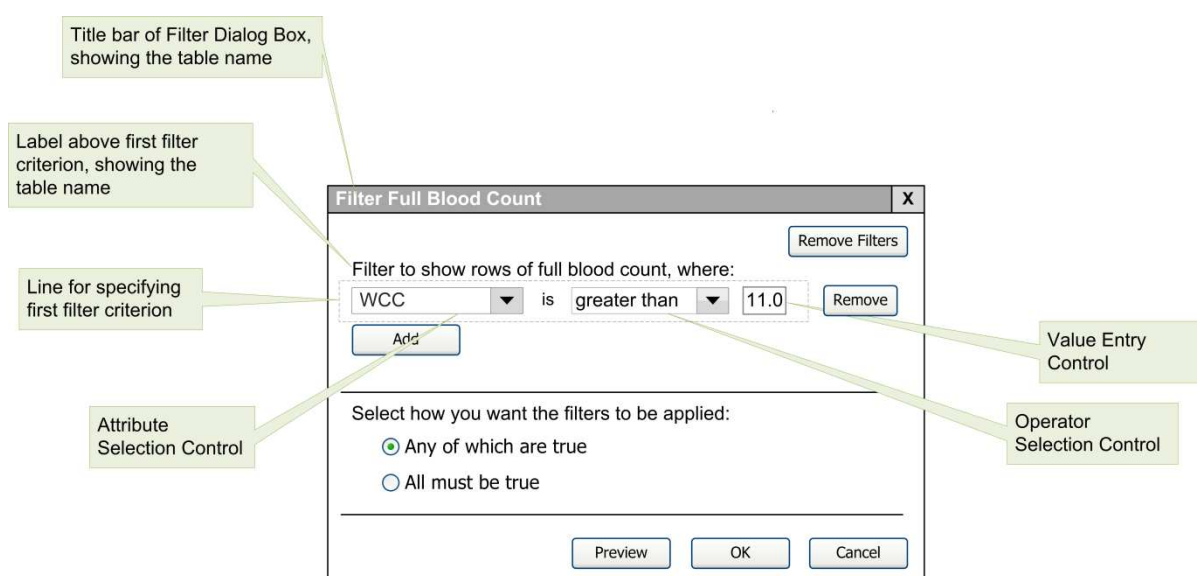 Title bar of Filter Dialog Box,
showing the table name
Label above first filter
criterion, showing the
table name
Filter Full Blood Count X
Remove Filters
Filter to show rows of full blood count, where:
Line for specifying
first filter criterion
WCC is greater than 11.0 Remove
Add
Value Entry
Control
Attribute
Selection Control
Select how you want the filters to be applied:
Any of which are true
All must be true
Operator
Selection Control
Preview OK Cancel